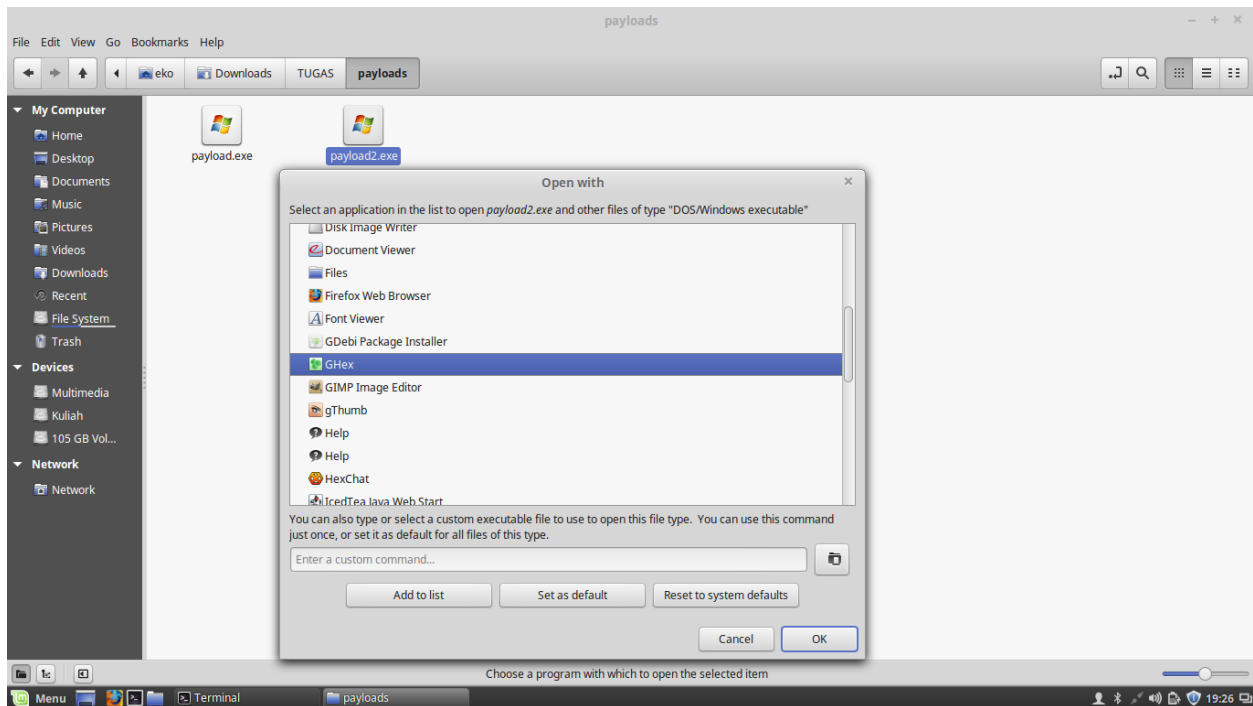 payloads
File Edit View Go Bookmarks Help
eko Downloads TUGAS payloads
My Computer
Home
Desktop
Documents
Music
Pictures
Videos
Downloads
Recent
File System
Trash
Devices
Multimedia
Kuliah
105 GB Vol...
Network
Network
payload.exe payload2.exe
Open with
Select an application in the list to open payload2.exe and other files of type "DOS/Windows executable"
Disk Image Writer
Document Viewer
Files
Firefox Web Browser
Font Viewer
GDebi Package Installer
GHex
GIMP Image Editor
gThumb
Help
Help
HexChat
IcedTea Java Web Start
You can also type or select a custom executable file to use to open this file type. You can use this command
just once, or set it as default for all files of this type.
Enter a custom command...
Add to list Set as default Reset to system defaults
Cancel OK
Choose a program with which to open the selected item
Menu Terminal payloads 19:26